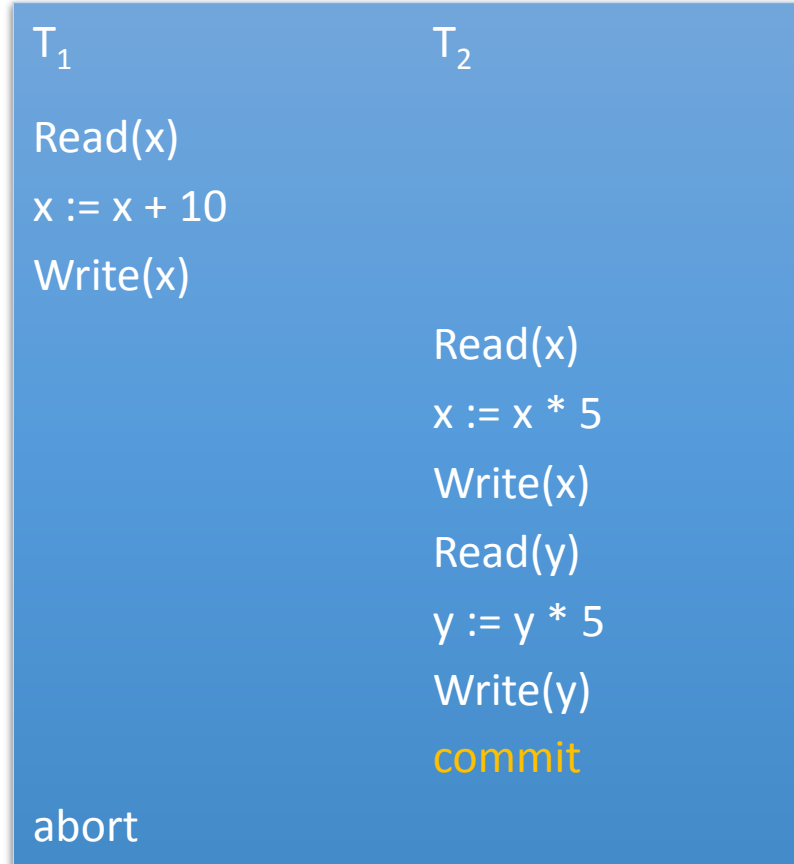 T₁ T₂
Read(x)
x := x + 10
Write(x)
Read(x)
x := x * 5
Write(x)
Read(y)
y := y * 5
Write(y)
commit
abort